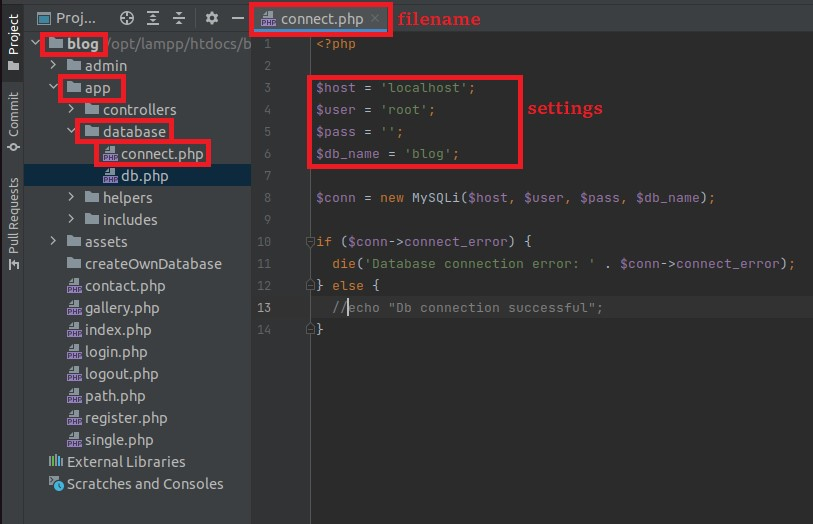 Project
Commit
Pull Requests
Proj...
blog /opt/lampp/htdocs/b
admin
app
controllers
database
connect.php
db.php
helpers
includes
assets
createOwnDatabase
contact.php
gallery.php
index.php
login.php
logout.php
path.php
register.php
single.php
External Libraries
Scratches and Consoles
connect.php × filename
1 <?php
2
3 $host = 'localhost';
4 $user = 'root';
settings
5 $pass = '';
6 $db_name = 'blog';
7
8 $conn = new MySQLi($host, $user, $pass, $db_name);
9
10 if ($conn->connect_error) {
11 die('Database connection error: ' . $conn->connect_error);
12 } else {
13 //echo "Db connection successful";
14 }